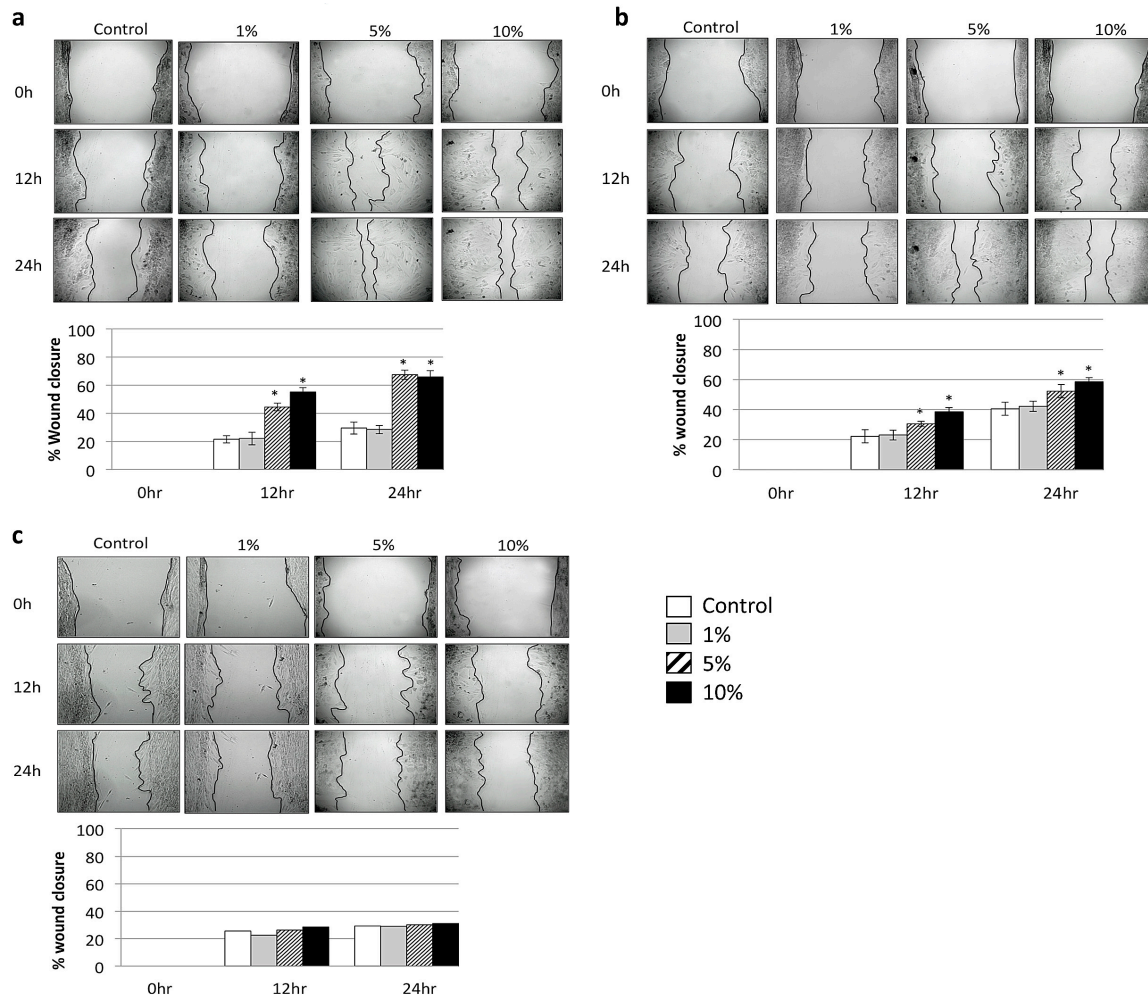 a
Control 1% 5% 10%
0h
12h
24h
% Wound closure
100
80
60
40
20
0
* * * *
0hr 12hr 24hr
b
Control 1% 5% 10%
0h
12h
24h
% wound closure
100
80
60
40
20
0
* * * *
0hr 12hr 24hr
c
Control 1% 5% 10%
0h
12h
24h
% wound closure
100
80
60
40
20
0
0hr 12hr 24hr
Control
1%
5%
10%